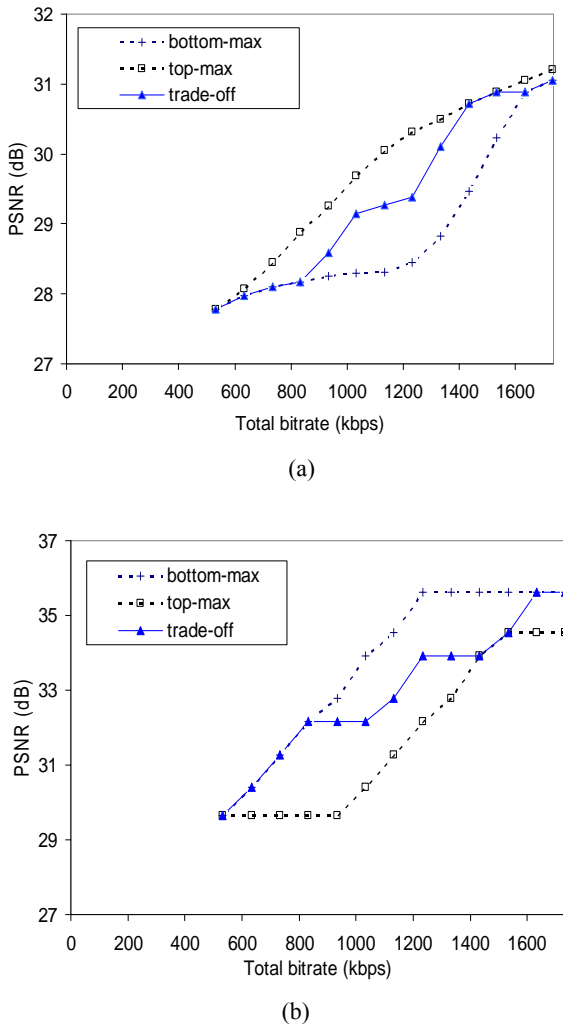 32
31
30
29
28
27
PSNR (dB)
bottom-max
top-max
trade-off
0 200 400 600 800 1000 1200 1400 1600
Total bitrate (kbps)
(a)
37
35
33
31
29
27
PSNR (dB)
bottom-max
top-max
trade-off
0 200 400 600 800 1000 1200 1400 1600
Total bitrate (kbps)
(b)